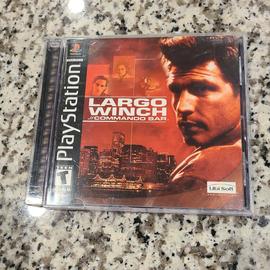 PlayStation
LARGO
WINCH
.//COMMANDO SAR
Ubi Soft
T